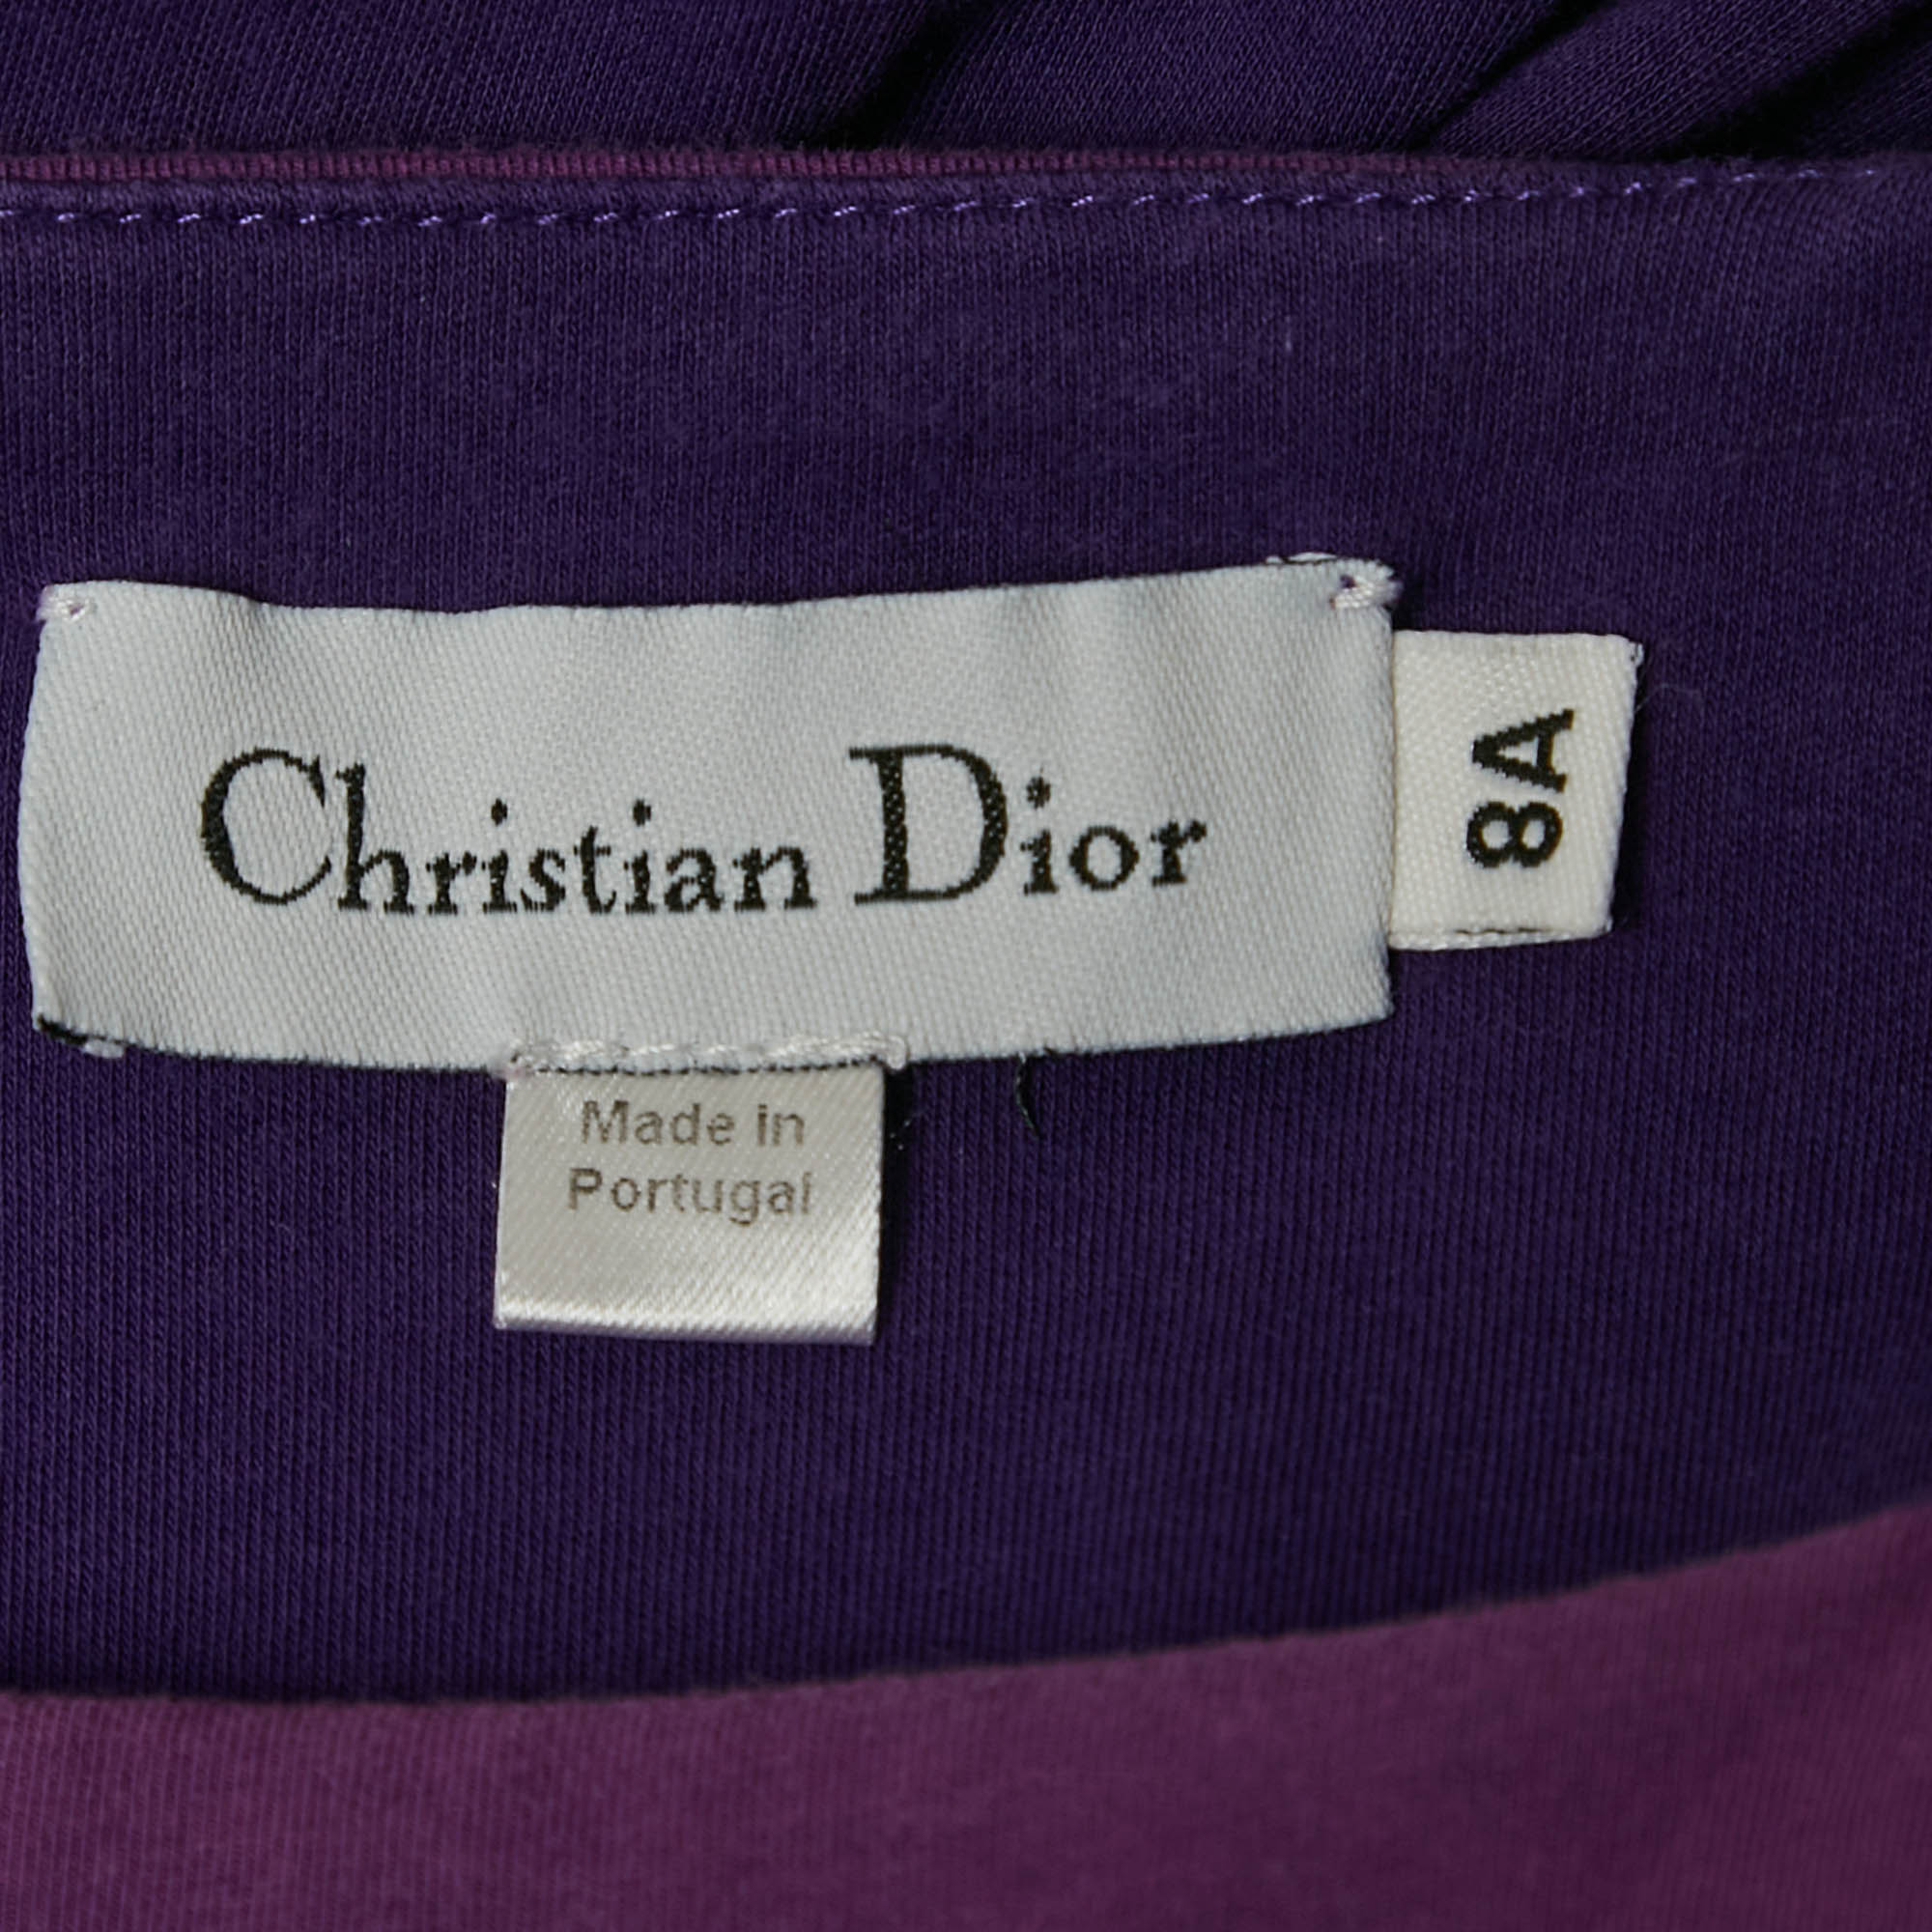 Christian Dior
8A
Made in
Portugal